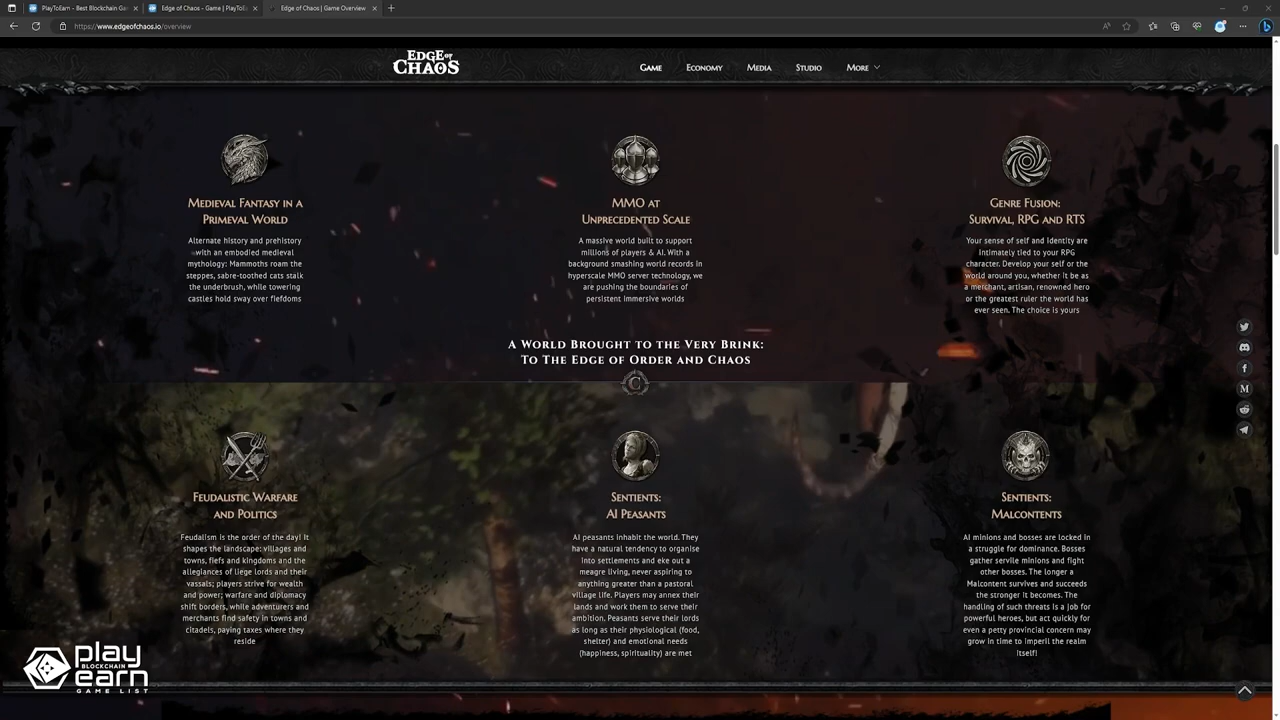 PlayToEarn - Best Blockchain Gam
Edge of Chaos - Game | PlayToEa
Edge of Chaos | Game Overview
https://www.edgeofchaos.io/overview
EDGE OF
CHAOS
GAME
ECONOMY
MEDIA
STUDIO
MORE
MEDIEVAL FANTASY IN A
PRIMEVAL WORLD
Alternate history and prehistory
with an embodied medieval
mythology: Mammoths roam the
steppes, sabre-toothed cats stalk
the underbrush, while towering
castles hold sway over fiefdoms
MMO AT
UNPRECEDENTED SCALE
A massive world built to support
millions of players & AI. With a
background smashing world records in
hyperscale MMO server technology, we
are pushing the boundaries of
persistent immersive worlds
GENRE FUSION:
SURVIVAL, RPG AND RTS
Your sense of self and identity are
intimately tied to your RPG
character. Develop your self or the
world around you, whether it be as
a merchant, artisan, renowned hero
or the greatest ruler the world has
ever seen. The choice is yours
A WORLD BROUGHT TO THE VERY BRINK:
TO THE EDGE OF ORDER AND CHAOS
C
FEUDALISTIC WARFARE
AND POLITICS
Feudalism is the order of the day! It
shapes the landscape: villages and
towns, fiefs and kingdoms and the
allegiances of liege lords and their
vassals; players strive for wealth
and power; warfare and diplomacy
shift borders, while adventurers and
merchants find safety in towns and
citadels, paying taxes where they
reside
SENTIENTS:
AI PEASANTS
AI peasants inhabit the world. They
have a natural tendency to organise
into settlements and eke out a
meagre living, never aspiring to
anything greater than a pastoral
village life. Players may annex their
lands and work them to serve their
ambition. Peasants serve their lords
as long as their physiological (food,
shelter) and emotional needs
(happiness, spirituality) are met
SENTIENTS:
MALCONTENTS
AI minions and bosses are locked in
a struggle for dominance. Bosses
gather servile minions and fight
other bosses. The longer a
Malcontent survives and succeeds
the stronger it becomes. The
handling of such threats is a job for
powerful heroes, but act quickly for
even a petty provincial concern may
grow in time to imperil the realm
itself!
play
BLOCKCHAIN
earn
GAME LIST